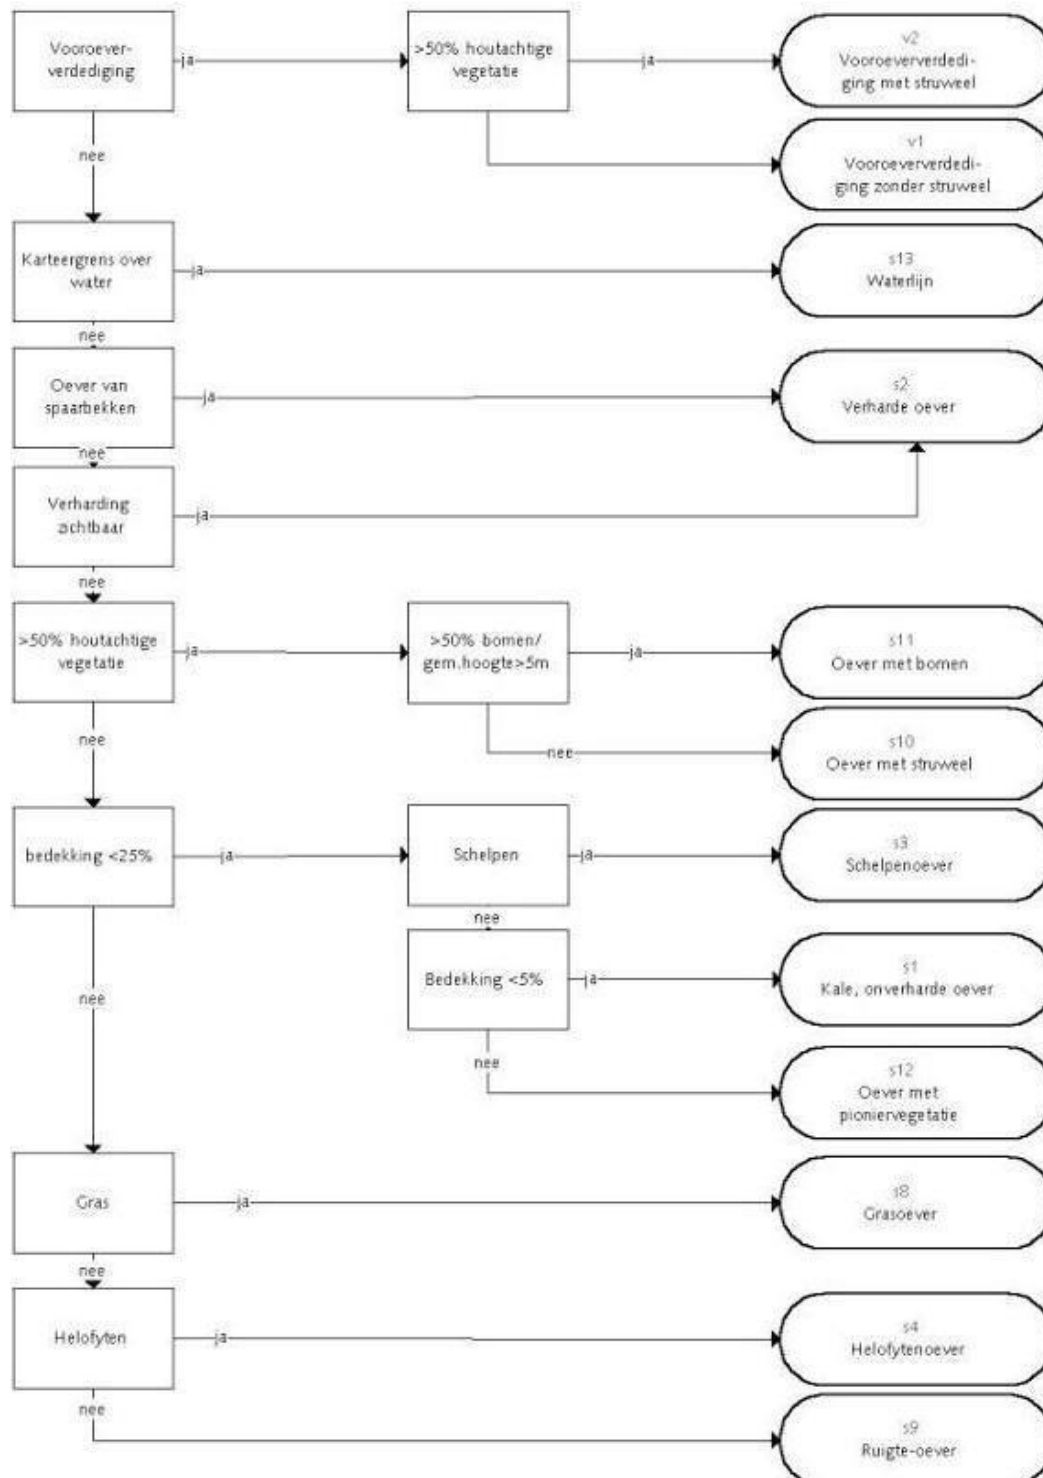 Vooroever-
verdediging
ja
>50% houtachtige
vegetatie
ja
v2
Vooroeververdedi-
ging met struweel
nee
v1
Vooroeververdedi-
ging zonder struweel
Karteergrens over
water
ja
s13
Waterlijn
nee
Oever van
spaarbekken
ja
s2
Verharde oever
nee
Verharding
zichtbaar
ja
nee
>50% houtachtige
vegetatie
ja
>50% bomen/
gem.hoogte>5m
ja
s11
Oever met bomen
nee
nee
s10
Oever met struweel
bedekking <25%
ja
Schelpen
ja
s3
Schelpenoever
nee
nee
Bedekking <5%
ja
s1
Kale, onverharde oever
nee
s12
Oever met
pioniervegetatie
Gras
ja
s8
Grasoever
nee
Helofyten
ja
s4
Helofytenoever
nee
s9
Ruigte-oever